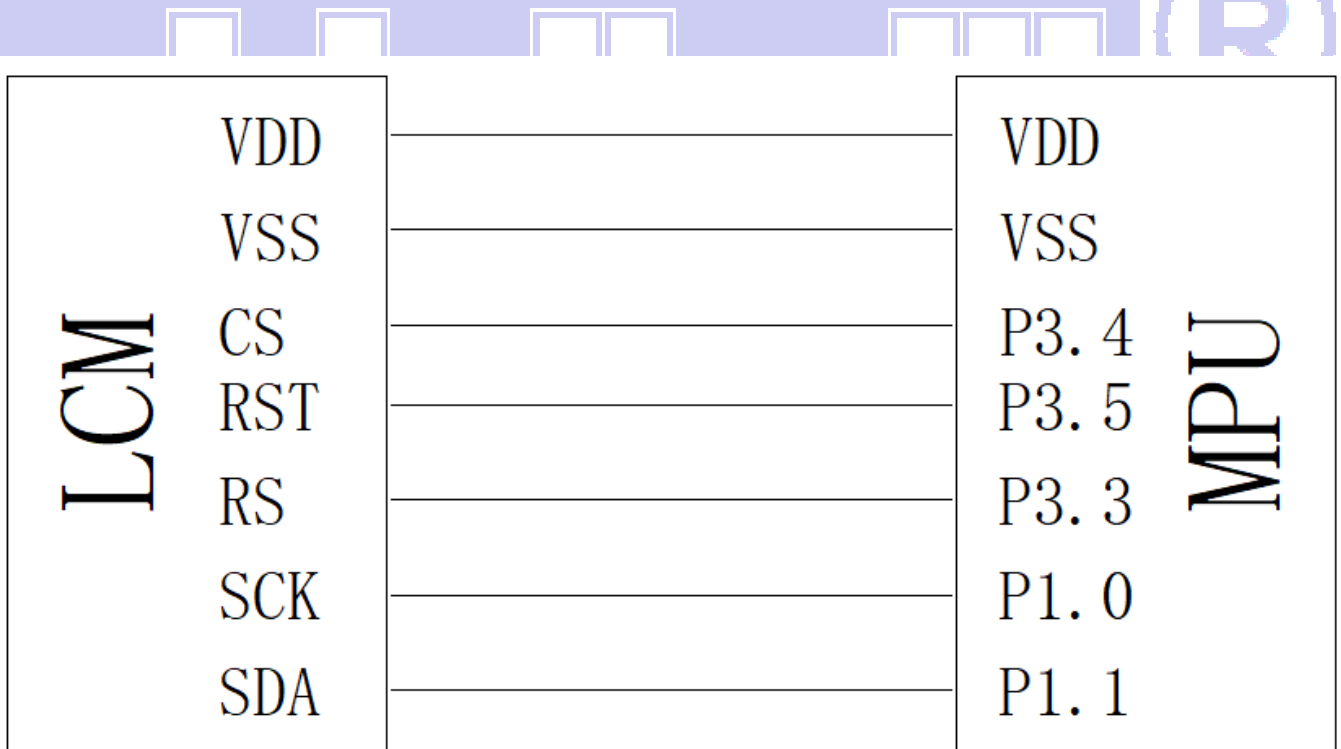 VDD VDD
VSS VSS
CS P3.4
RST P3.5
RS P3.3
SCK P1.0
SDA P1.1
LCM
MPU
(R)